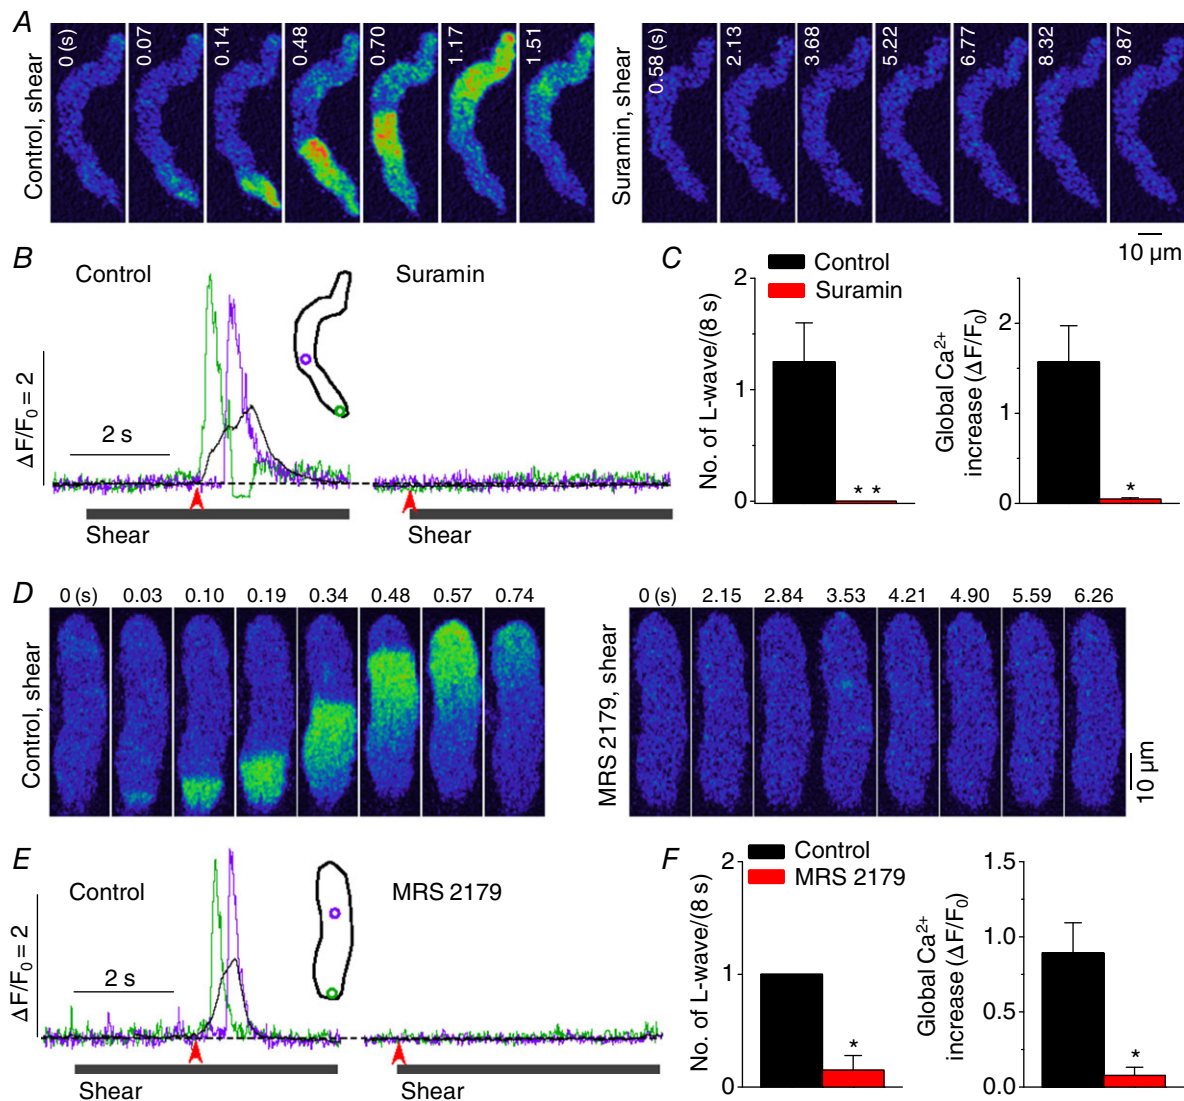 A
Control, shear
0 (s)
0.07
0.14
0.48
0.70
1.17
1.51
Suramin, shear
0.58 (s)
2.13
3.68
5.22
6.77
8.32
9.87
10 µm
B
Control
Suramin
ΔF/F₀ = 2
2 s
Shear
Shear
C
Control
Suramin
No. of L-wave/(8 s)
2
1
0
* *
Global Ca²⁺
increase (ΔF/F₀)
2
1
0
*
D
Control, shear
0 (s) 0.03 0.10 0.19 0.34 0.48 0.57 0.74
MRS 2179, shear
0 (s) 2.15 2.84 3.53 4.21 4.90 5.59 6.26
10 µm
E
Control
MRS 2179
ΔF/F₀ = 2
2 s
Shear
Shear
F
Control
MRS 2179
No. of L-wave/(8 s)
2
1
0
*
Global Ca²⁺
increase (ΔF/F₀)
1.5
1.0
0.5
0.0
*